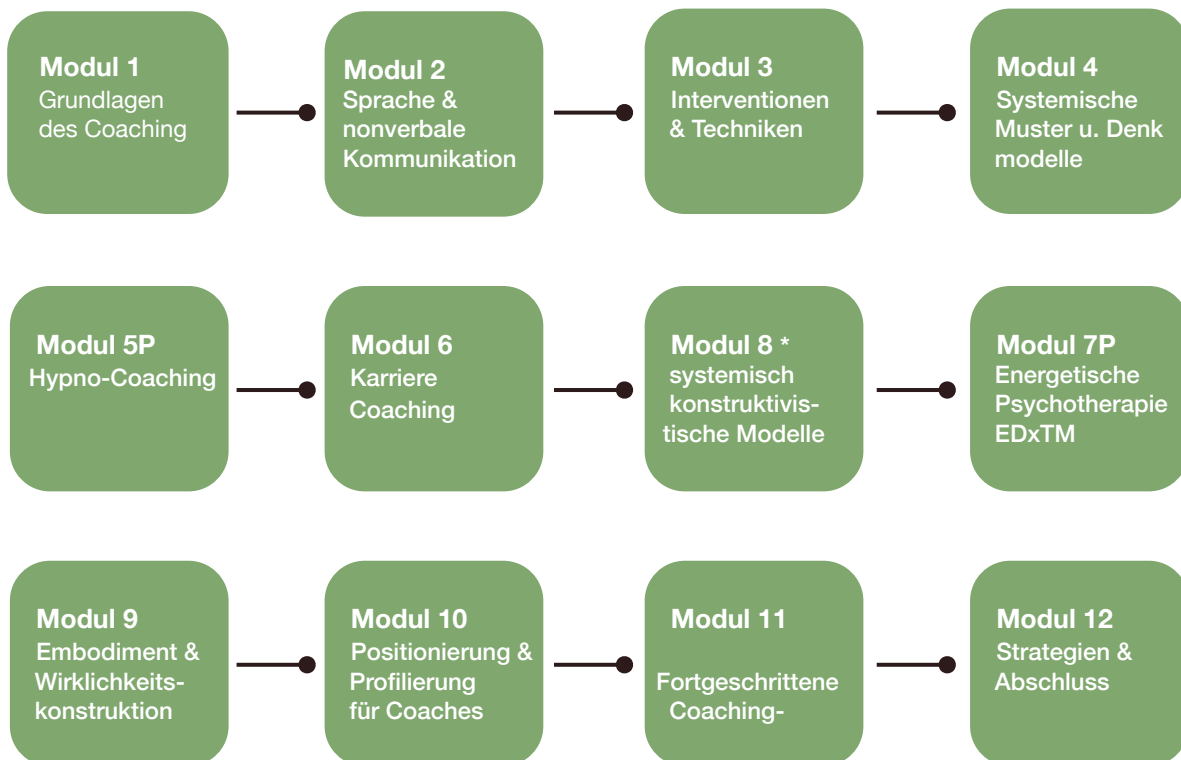 Modul 1
Grundlagen
des Coaching
Modul 2
Sprache &
nonverbale
Kommunikation
Modul 3
Interventionen
& Techniken
Modul 4
Systemische
Muster u. Denk
modelle
Modul 5P
Hypno-Coaching
Modul 6
Karriere
Coaching
Modul 8 *
systemisch
konstruktivis-
tische Modelle
Modul 7P
Energetische
Psychotherapie
EDxTM
Modul 9
Embodiment &
Wirklichkeits-
konstruktion
Modul 10
Positionierung &
Profilierung
für Coaches
Modul 11
Fortgeschrittene
Coaching-
Modul 12
Strategien &
Abschluss